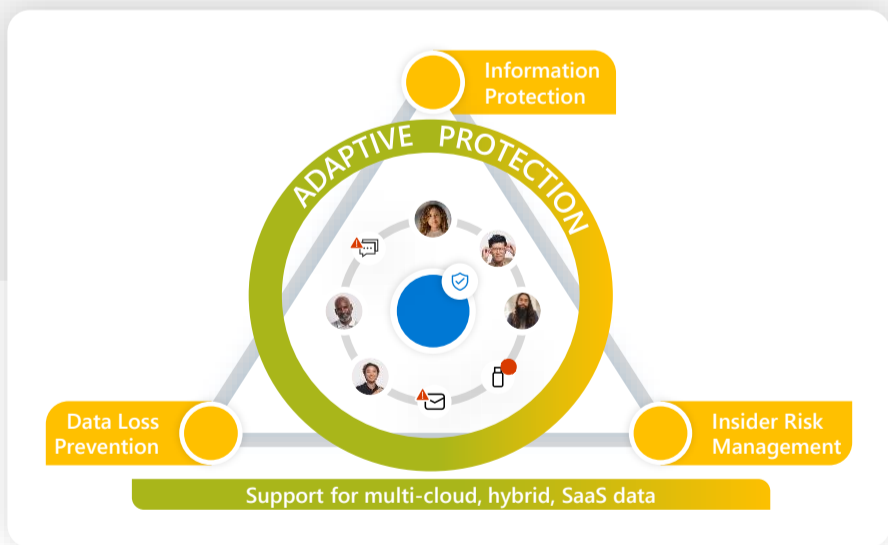 Information
Protection
ADAPTIVE PROTECTION
Data Loss
Prevention
Insider Risk
Management
Support for multi-cloud, hybrid, SaaS data